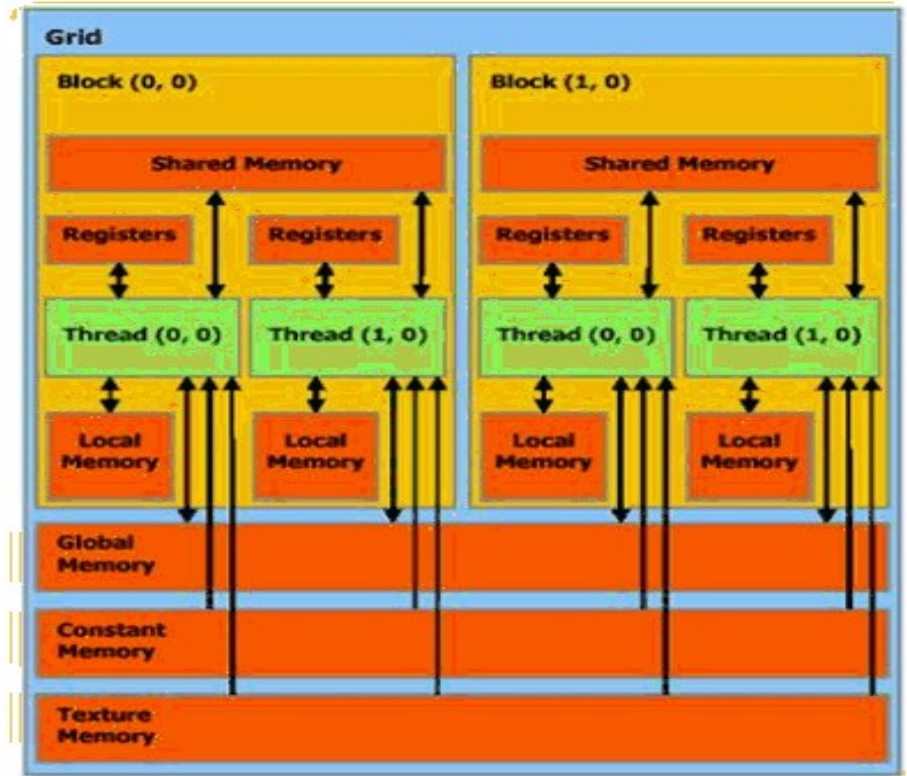 Grid
Block (0, 0)
Shared Memory
Registers
Registers
Thread (0, 0)
Thread (1, 0)
Local
Memory
Local
Memory
Block (1, 0)
Shared Memory
Registers
Registers
Thread (0, 0)
Thread (1, 0)
Local
Memory
Local
Memory
Global
Memory
Constant
Memory
Texture
Memory